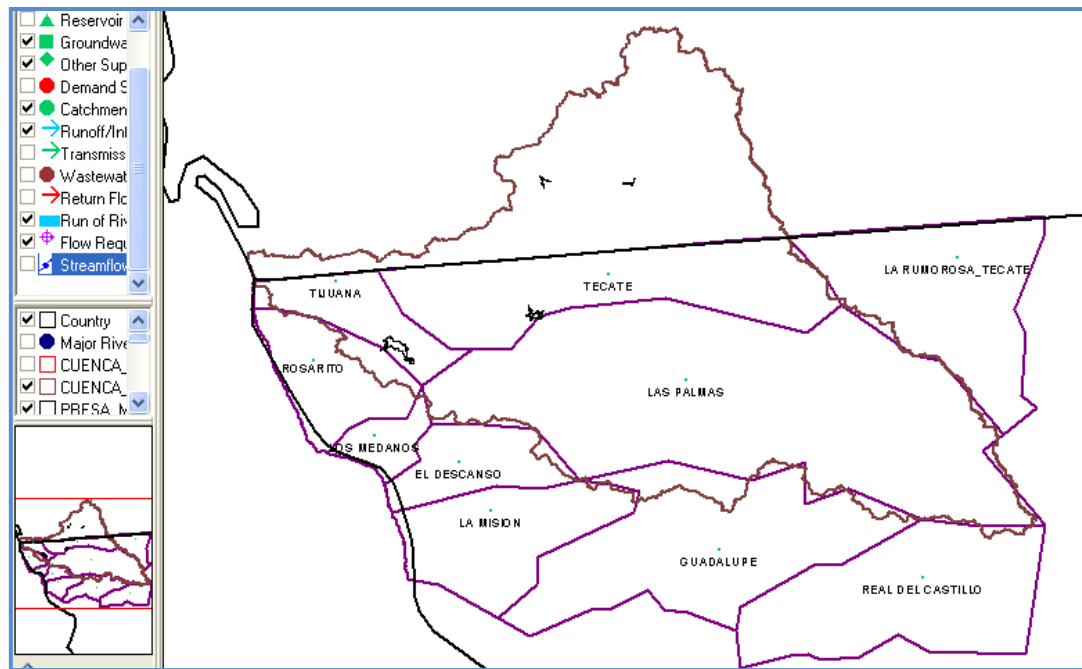 Reservoir
Groundwa
Other Sup
Demand S
Catchmen
Runoff/Inl
Transmiss
Wastewat
Return Flo
Run of Riv
Flow Requ
Streamflow
Country
Major Rive
CUENCA_
CUENCA_
PRESA_M
LA RUMOROSA_TECATE
TECATE
TIJUANA
ROSARITO
LAS PALMAS
LOS MEDANOS
EL DESCANSO
LA MISION
GUADALUPE
REAL DEL CASTILLO